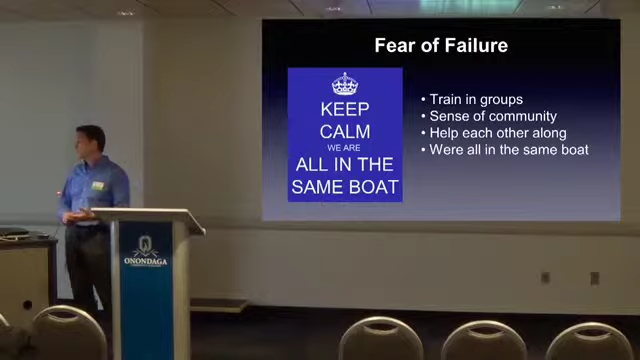 Fear of Failure
KEEP
CALM
WE ARE
ALL IN THE
SAME BOAT
• Train in groups
• Sense of community
• Help each other along
• Were all in the same boat
ONONDAGA